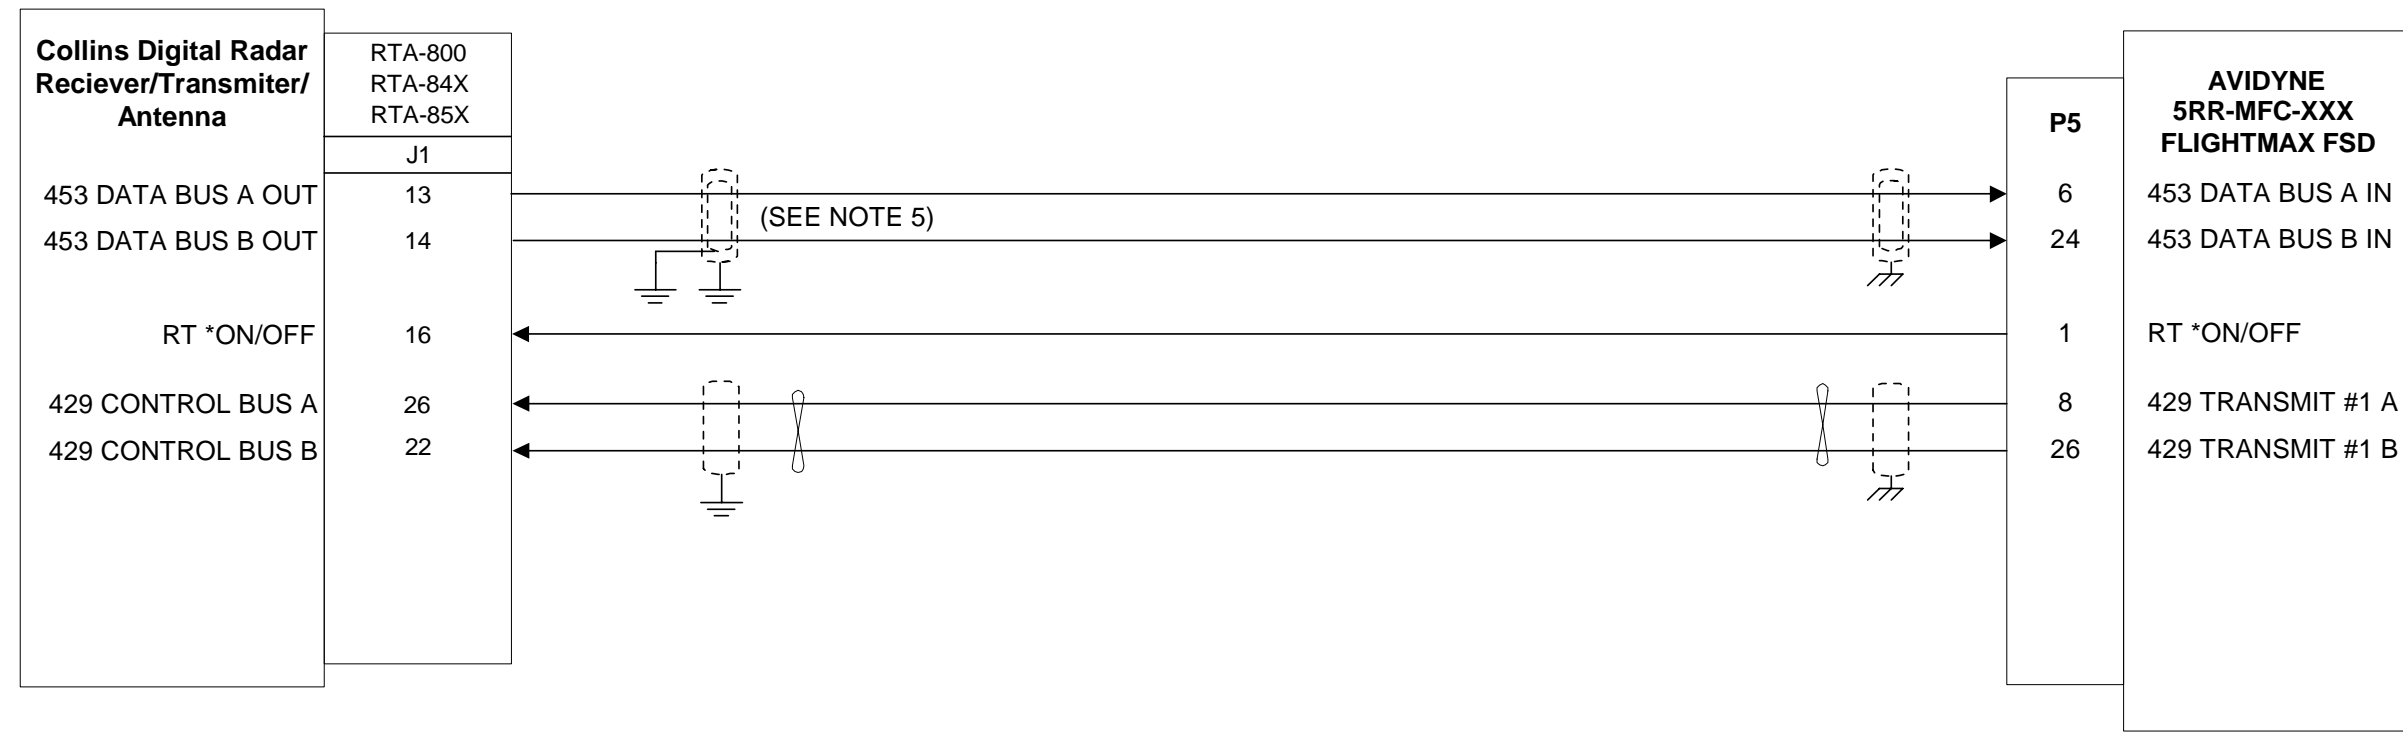 Collins Digital Radar
Reciever/Transmiter/
Antenna
RTA-800
RTA-84X
RTA-85X
J1
P5
AVIDYNE
5RR-MFC-XXX
FLIGHTMAX FSD
453 DATA BUS A OUT 13 6 453 DATA BUS A IN
(SEE NOTE 5)
453 DATA BUS B OUT 14 24 453 DATA BUS B IN
RT *ON/OFF 16 1 RT *ON/OFF
429 CONTROL BUS A 26 8 429 TRANSMIT #1 A
429 CONTROL BUS B 22 26 429 TRANSMIT #1 B